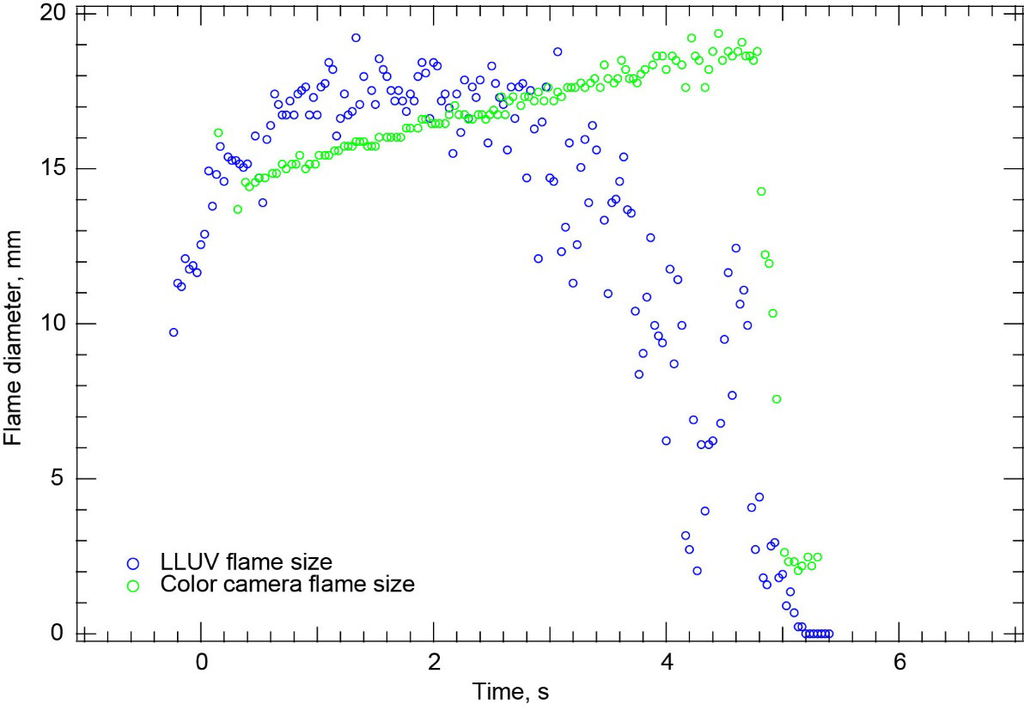 20
15
10
5
0
Flame diameter, mm
LLUV flame size
Color camera flame size
0 2 4 6
Time, s